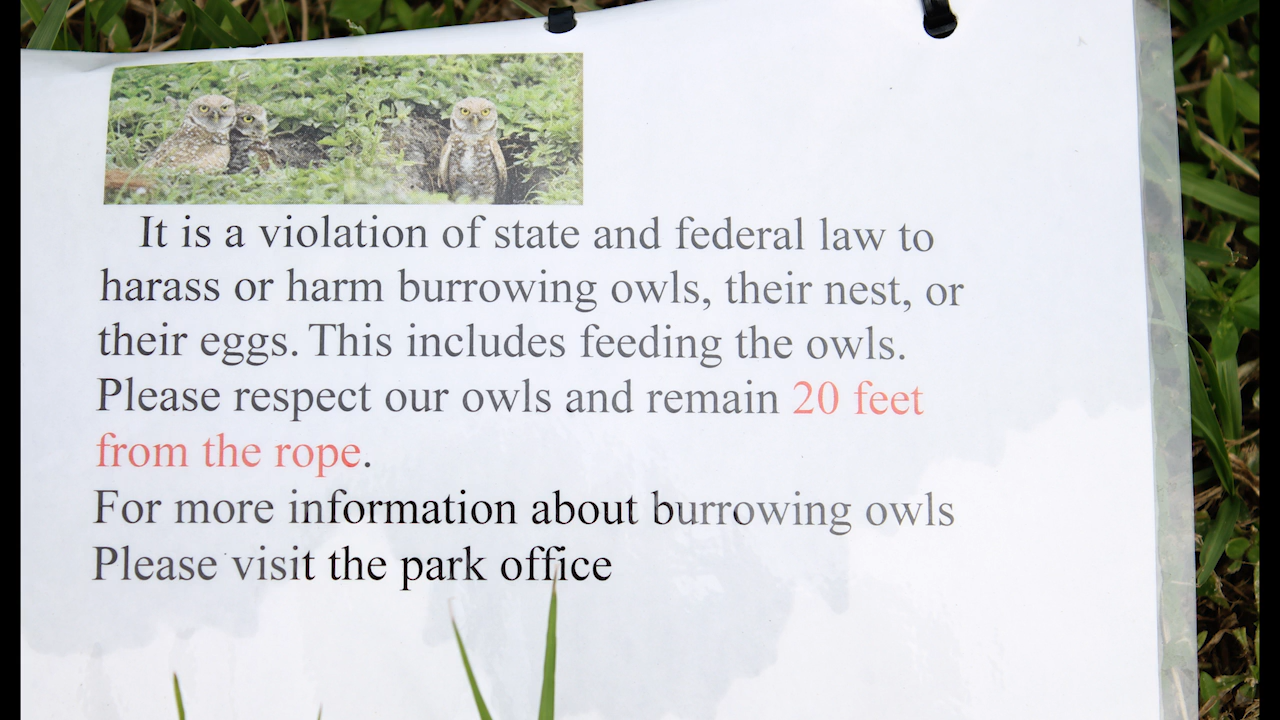 It is a violation of state and federal law to
harass or harm burrowing owls, their nest, or
their eggs. This includes feeding the owls.
Please respect our owls and remain 20 feet
from the rope.
For more information about burrowing owls
Please visit the park office